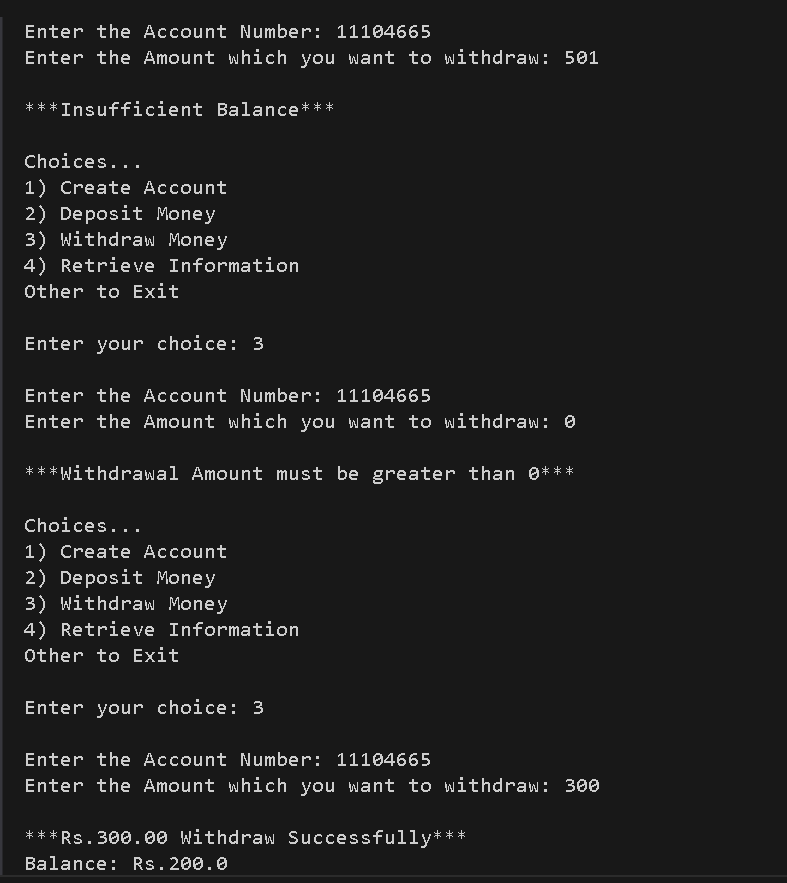 Enter the Account Number: 11104665
Enter the Amount which you want to withdraw: 501
***Insufficient Balance***
Choices...
1) Create Account
2) Deposit Money
3) Withdraw Money
4) Retrieve Information
Other to Exit
Enter your choice: 3
Enter the Account Number: 11104665
Enter the Amount which you want to withdraw: 0
***Withdrawal Amount must be greater than 0***
Choices...
1) Create Account
2) Deposit Money
3) Withdraw Money
4) Retrieve Information
Other to Exit
Enter your choice: 3
Enter the Account Number: 11104665
Enter the Amount which you want to withdraw: 300
***Rs.300.00 Withdraw Successfully***
Balance: Rs.200.0